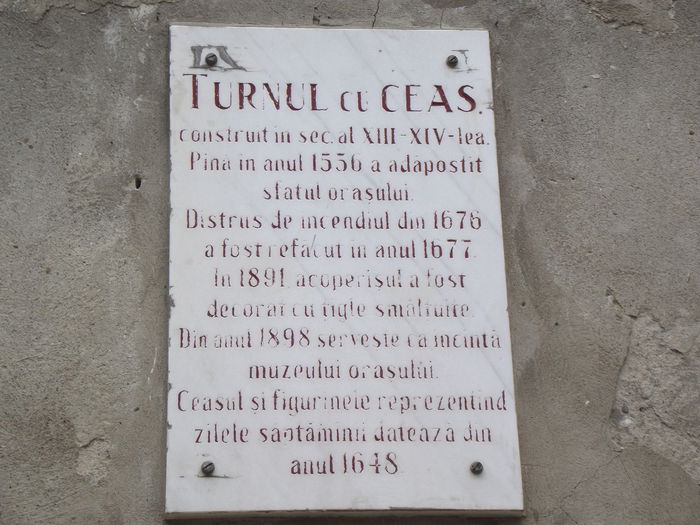 TURNUL CU CEAS.
construit în sec. al XIII-XIV-lea.
Pînă în anul 1556 a adăpostit
sfatul orașului.
Distrus de incendiul din 1676
a fost refăcut în anul 1677.
În 1891 acoperișul a fost
decorat cu țigle smălțuite.
Din anul 1898 servește ca incintă
muzeului orașului.
Ceasul și figurinele reprezentînd
zilele săptămînii datează din
anul 1648